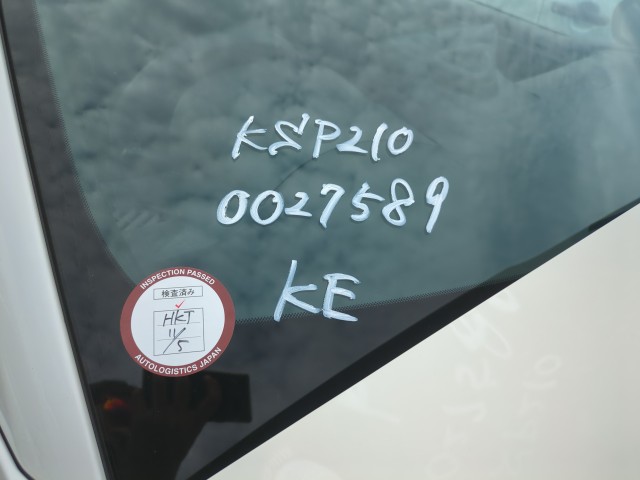 KSP210
0027589
KE
INSPECTION PASSED
検査済み
HKT
11/5
AUTOLOGISTICS JAPAN